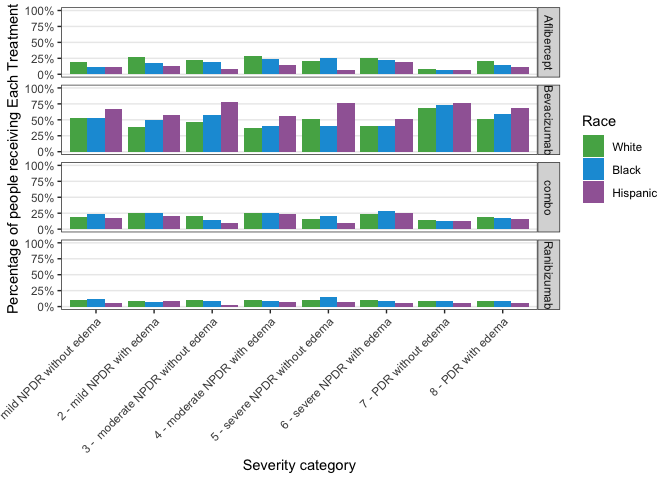 Percentage of people receiving Each Treatment
100%
75%
50%
25%
0%
Aflibercept
100%
75%
50%
25%
0%
Bevacizumab
100%
75%
50%
25%
0%
combo
100%
75%
50%
25%
0%
Ranibizumab
mild NPDR without edema
2 - mild NPDR with edema
3 -  moderate NPDR without edema
4 - moderate NPDR with edema
5 - severe NPDR without edema
6 - severe NPDR with edema
7 - PDR without edema
8 - PDR with edema
Severity category
Race
White
Black
Hispanic